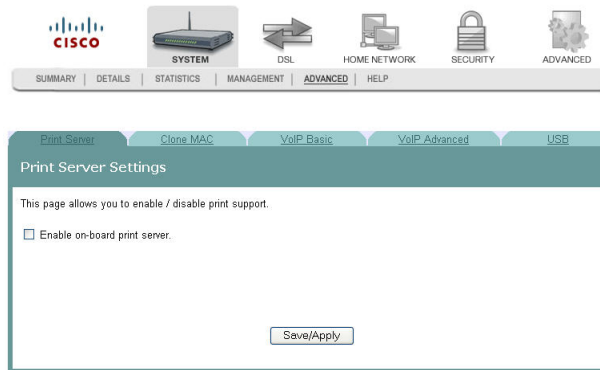 CISCO
SYSTEM DSL HOME NETWORK SECURITY ADVANCED
SUMMARY | DETAILS | STATISTICS | MANAGEMENT | ADVANCED | HELP
Print Server Clone MAC VoIP Basic VoIP Advanced USB
Print Server Settings
This page allows you to enable / disable print support.
Enable on-board print server.
Save/Apply